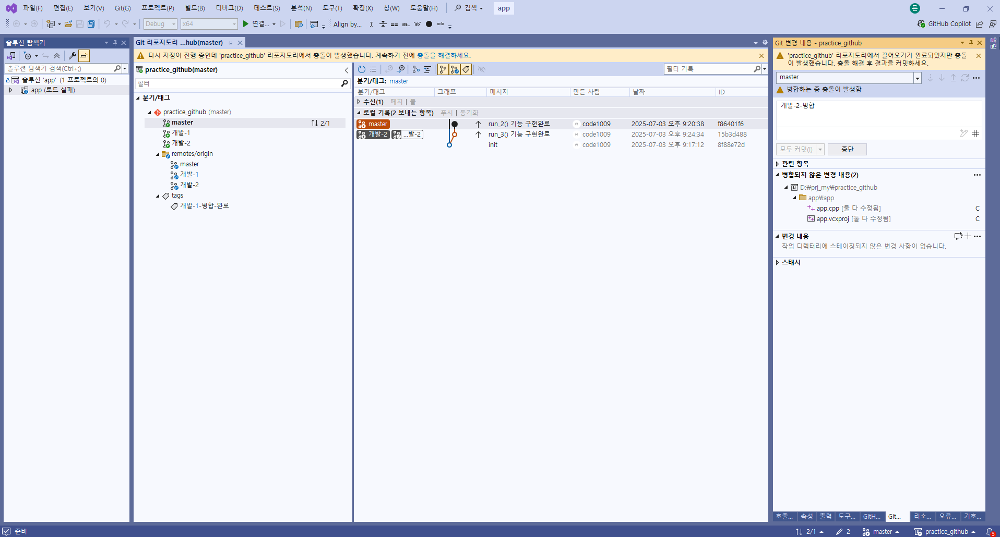 파일(F) 편집(E) 보기(V) Git(G) 프로젝트(P) 빌드(B) 디버그(D) 테스트(S) 분석(N) 도구(T) 확장(X) 창(W) 도움말(H) 검색 app
Debug x64 연결... Align by... GitHub Copilot
솔루션 탐색기
솔루션 탐색기 검색(Ctrl+;)
솔루션 'app' (1 프로젝트의 0)
app (로드 실패)
Git 리포지토리 ...hub(master)
다시 지정이 진행 중인데 'practice_github' 리포지토리에서 충돌이 발생했습니다. 계속하기 전에 충돌을 해결하세요.
practice_github(master)
필터
분기/태그
practice_github (master)
master 2/1
개발-1
개발-2
remotes/origin
master
개발-1
개발-2
tags
개발-1-병합-완료
필터 기록
분기/태그: master
분기/태그 그래프 메시지 만든 사람 날짜 ID
수신(1) 페치 | 풀
로컬 기록(2 보내는 항목) 푸시 | 동기화
master run_2() 기능 구현완료 code1009 2025-07-03 오후 9:20:38 f86401f6
개발-2 ...발-2 run_3() 기능 구현완료 code1009 2025-07-03 오후 9:24:34 15b3d488
init code1009 2025-07-03 오후 9:17:12 8f88e72d
Git 변경 내용 - practice_github
'practice_github' 리포지토리에서 끌어오기가 완료되었지만 충돌
이 발생했습니다. 충돌 해결 후 결과를 커밋하세요.
master
병합하는 중 충돌이 발생함
개발-2-병합
모두 커밋(I) 중단
관련 항목
병합되지 않은 변경 내용(2)
D:₩prj_my₩practice_github
app₩app
app.cpp [둘 다 수정됨] C
app.vcxproj [둘 다 수정됨] C
변경 내용
작업 디렉터리에 스테이징되지 않은 변경 사항이 없습니다.
스태시
호출... 속성 출력 도구... GitH... Git... 리소... 오류... 기호...
준비 2/1 2 master practice_github 3